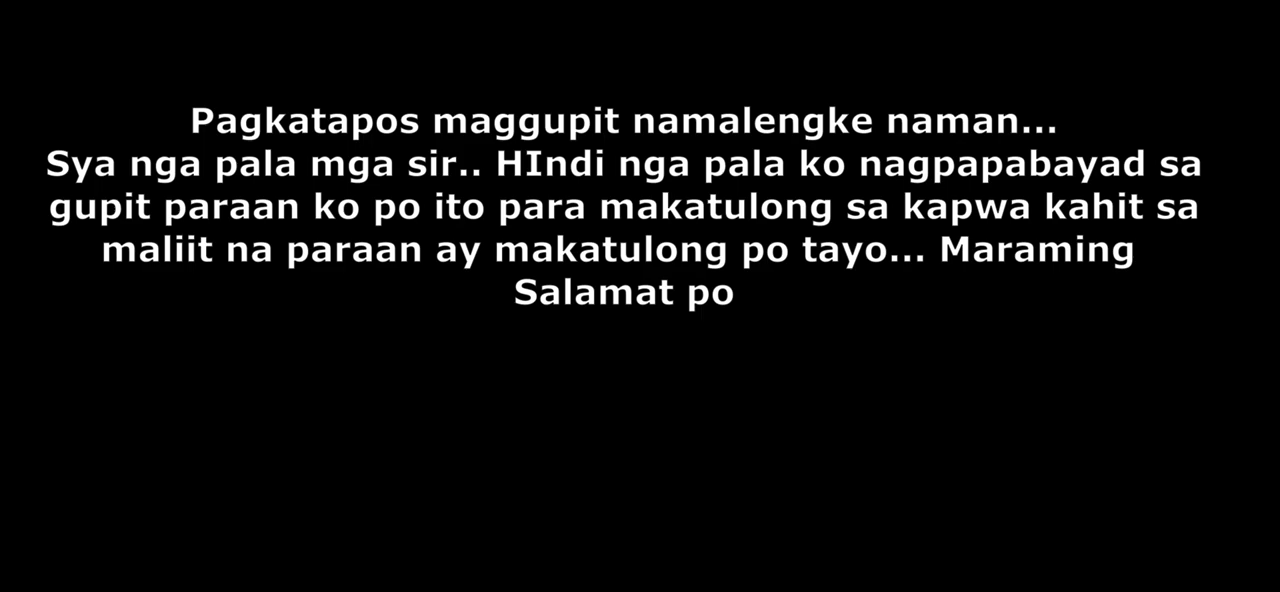 Pagkatapos maggupit namalengke naman...
Sya nga pala mga sir.. HIndi nga pala ko nagpapabayad sa
gupit paraan ko po ito para makatulong sa kapwa kahit sa
maliit na paraan ay makatulong po tayo... Maraming
Salamat po